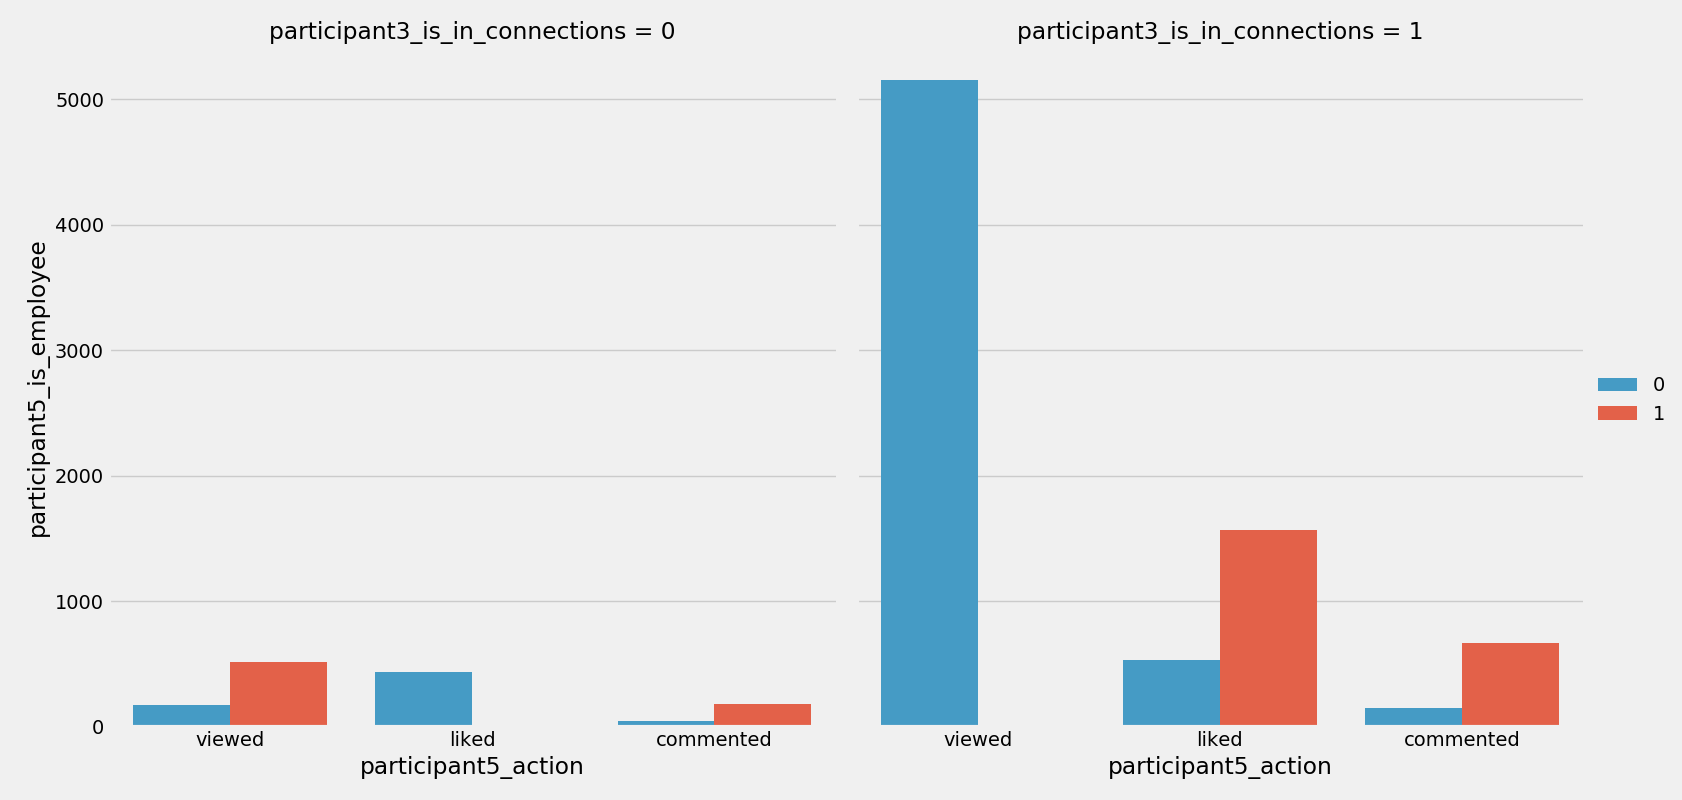 participant3_is_in_connections = 0
participant3_is_in_connections = 1
participant5_is_employee
5000
4000
3000
2000
1000
0
viewed
liked
commented
participant5_action
viewed
liked
commented
participant5_action
0
1